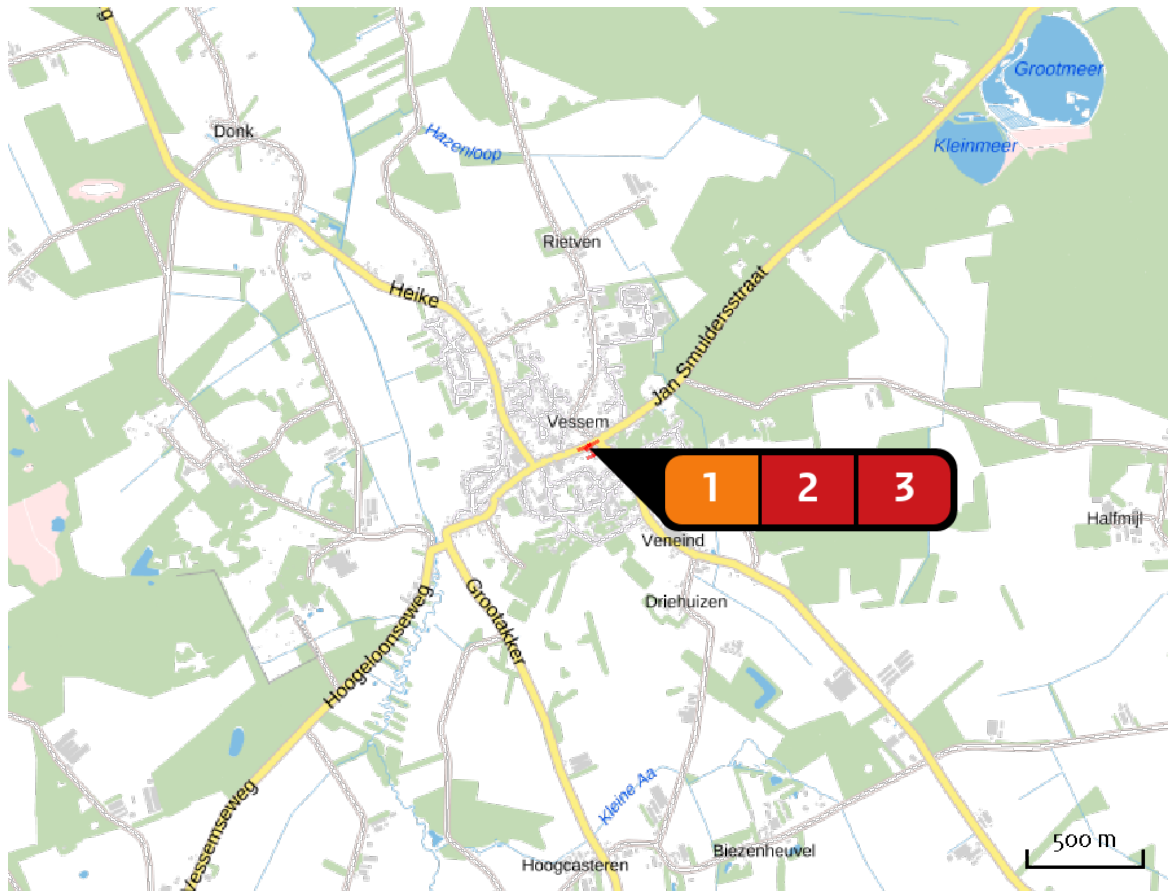 g
Grootmeer
Donk
Hazenloop
Kleinmeer
Rietven
Heike
Jan Smuldersstraat
Vessem
1 2 3
Halfmijl
Veneind
Driehuizen
Grootakker
Hoogeloonseweg
Kleine Aa
Vessemseweg
500 m
Biezenheuvel
Hoogcasteren